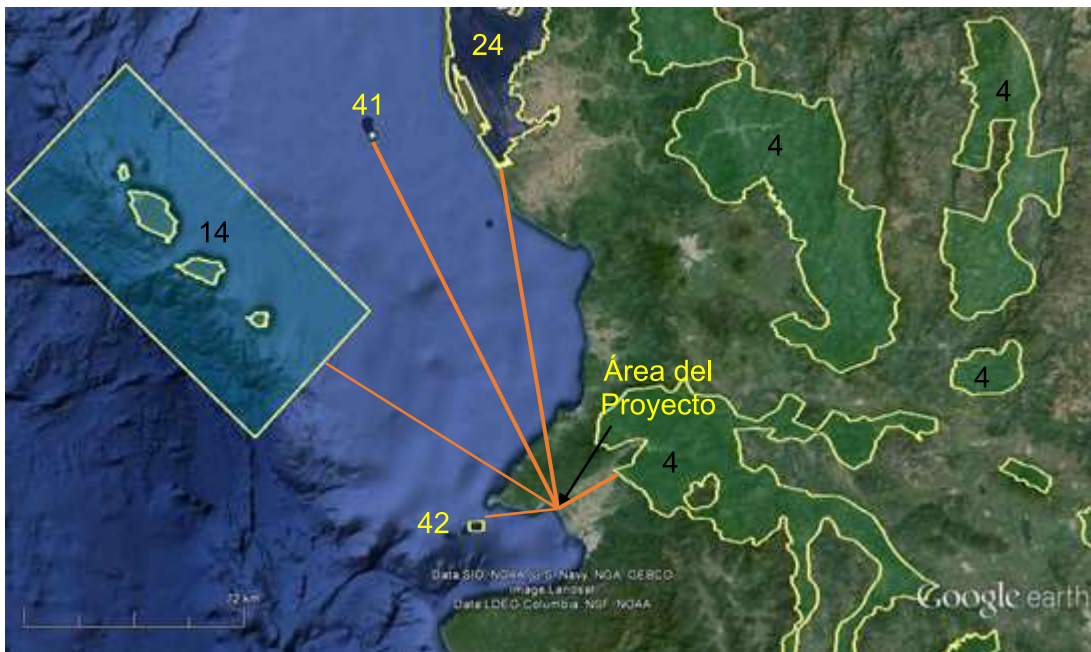 24
41
4
4
14
4
Área del
Proyecto
4
42
Data SIO, NOAA, U.S. Navy, NGA, GEBCO
Image Landsat
Data LDEO-Columbia, NSF, NOAA
72 km
Google earth